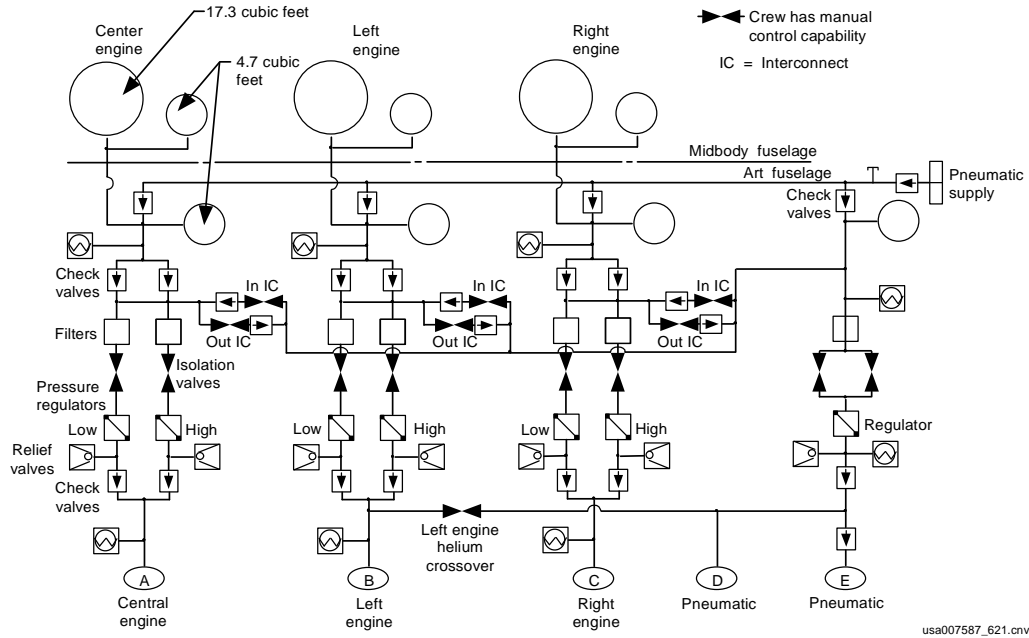 17.3 cubic feet
Center
engine
4.7 cubic
feet
Left
engine
Right
engine
Crew has manual
control capability
IC = Interconnect
Midbody fuselage
Art fuselage
Pneumatic
supply
Check
valves
Check
valves
In IC
In IC
In IC
Filters
Out IC
Out IC
Out IC
Isolation
valves
Pressure
regulators
Low
High
Low
High
Low
High
Regulator
Relief
valves
Check
valves
Left engine
helium
crossover
A
B
C
D
E
Central
engine
Left
engine
Right
engine
Pneumatic
Pneumatic
usa007587_621.cnv